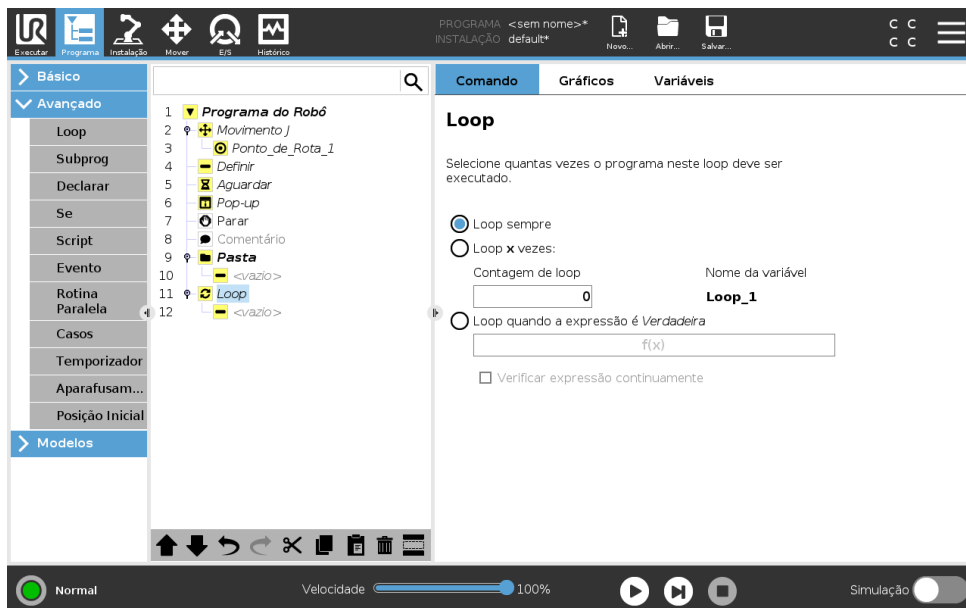 UR
Executar Programa Instalação Mover E/S Histórico
PROGRAMA <sem nome>*
INSTALAÇÃO default*
Novo... Abrir... Salvar...
C C
C C
Básico
Avançado
Loop
Subprog
Declarar
Se
Script
Evento
Rotina
Paralela
Casos
Temporizador
Aparafusam...
Posição Inicial
Modelos
1 Programa do Robô
2 Movimento J
3 Ponto_de_Rota_1
4 Definir
5 Aguardar
6 Pop-up
7 Parar
8 Comentário
9 Pasta
10 <vazio>
11 Loop
12 <vazio>
Comando Gráficos Variáveis
Loop
Selecione quantas vezes o programa neste loop deve ser
executado.
Loop sempre
Loop x vezes:
Contagem de loop Nome da variável
0 Loop_1
Loop quando a expressão é Verdadeira
f(x)
Verificar expressão continuamente
Normal
Velocidade 100%
Simulação